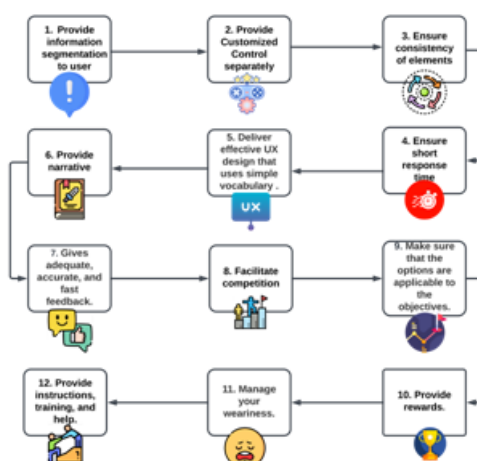 1. Provide
information
segmentation
to user
2. Provide
Customized
Control
separately
3. Ensure
consistency
of elements
4. Ensure
short
response
time
5. Deliver
effective UX
design that
uses simple
vocabulary .
UX
6. Provide
narrative
7. Gives
adequate,
accurate, and
fast
feedback.
8. Facilitate
competition
9. Make sure
that the
options are
applicable to
the
objectives.
10. Provide
rewards.
11. Manage
your
weariness.
12. Provide
instructions,
training, and
help.